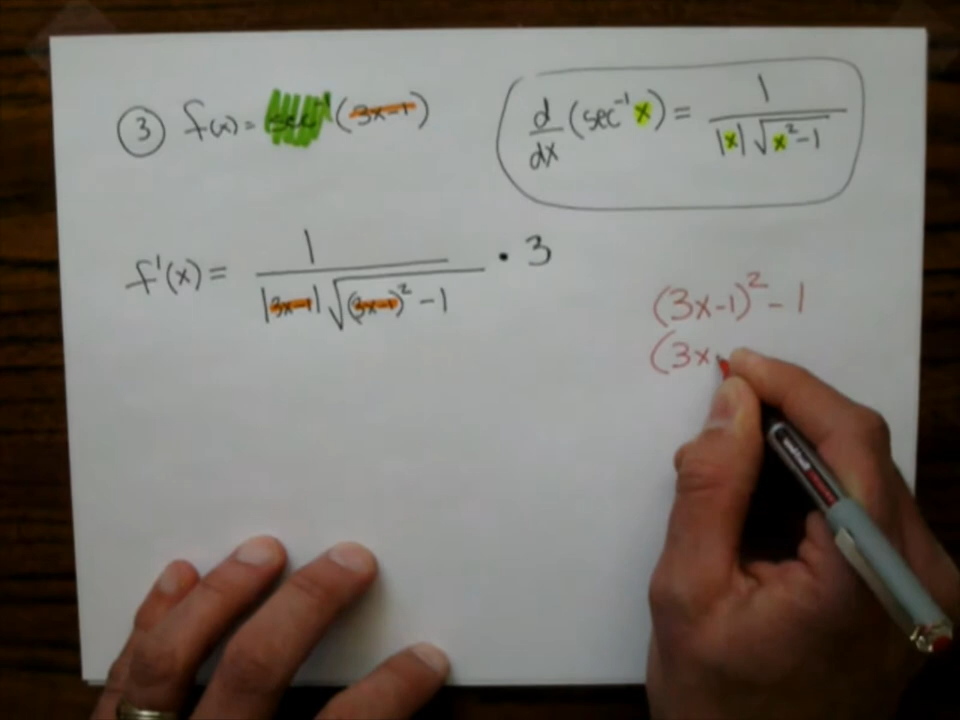 ③ f(x) = sec⁻¹(3x-1)
d/dx (sec⁻¹ x) = 1/(|x|√(x²-1))
f'(x) = 1/(|3x-1|√((3x-1)²-1)) · 3
(3x-1)² - 1
(3x